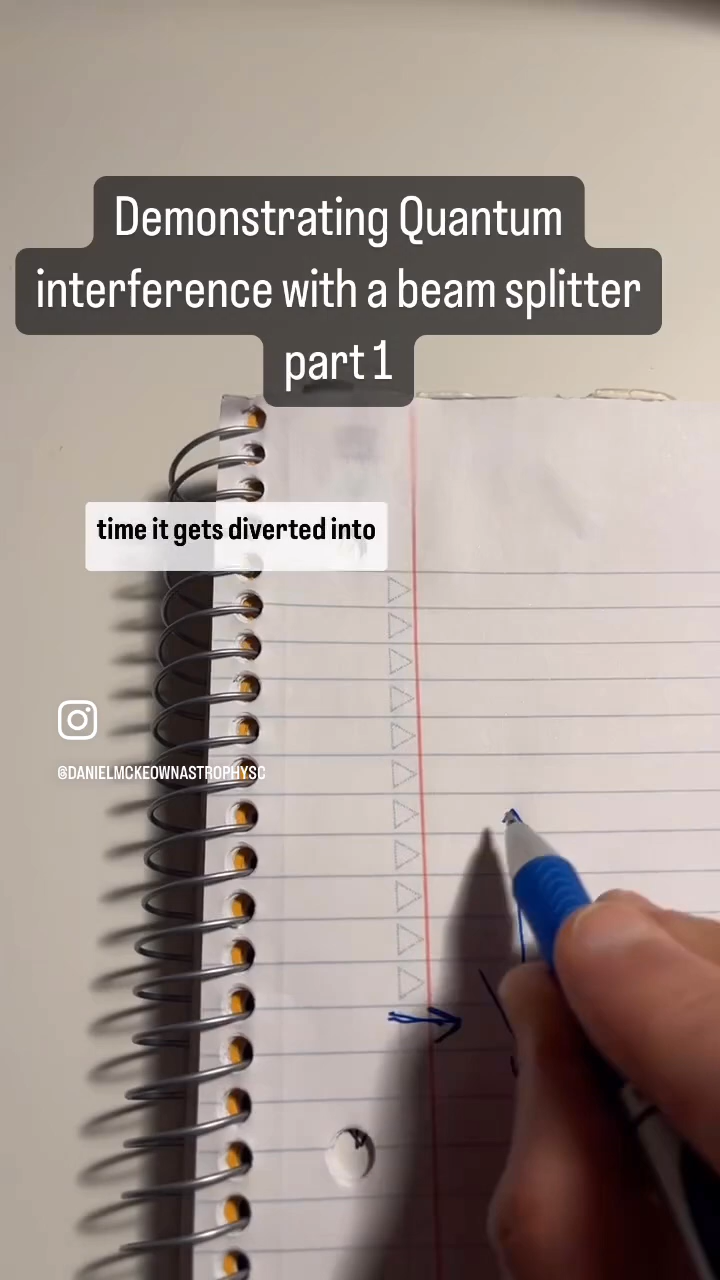 Demonstrating Quantum
interference with a beam splitter
part 1
time it gets diverted into
@DANIELMCKEOWNASTROPHYSC